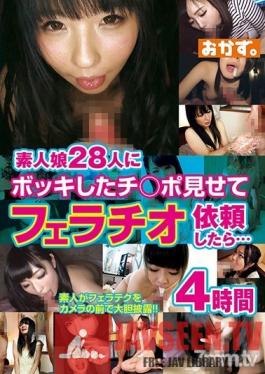 おかず。
素人娘28人に
ボッキしたチ◯ポ見せて
フェラチオ依頼
したら…
素人がフェラテクを
カメラの前で大胆披露!!
4時間
JAVSEEN.TV
FREE JAV LIBRARY